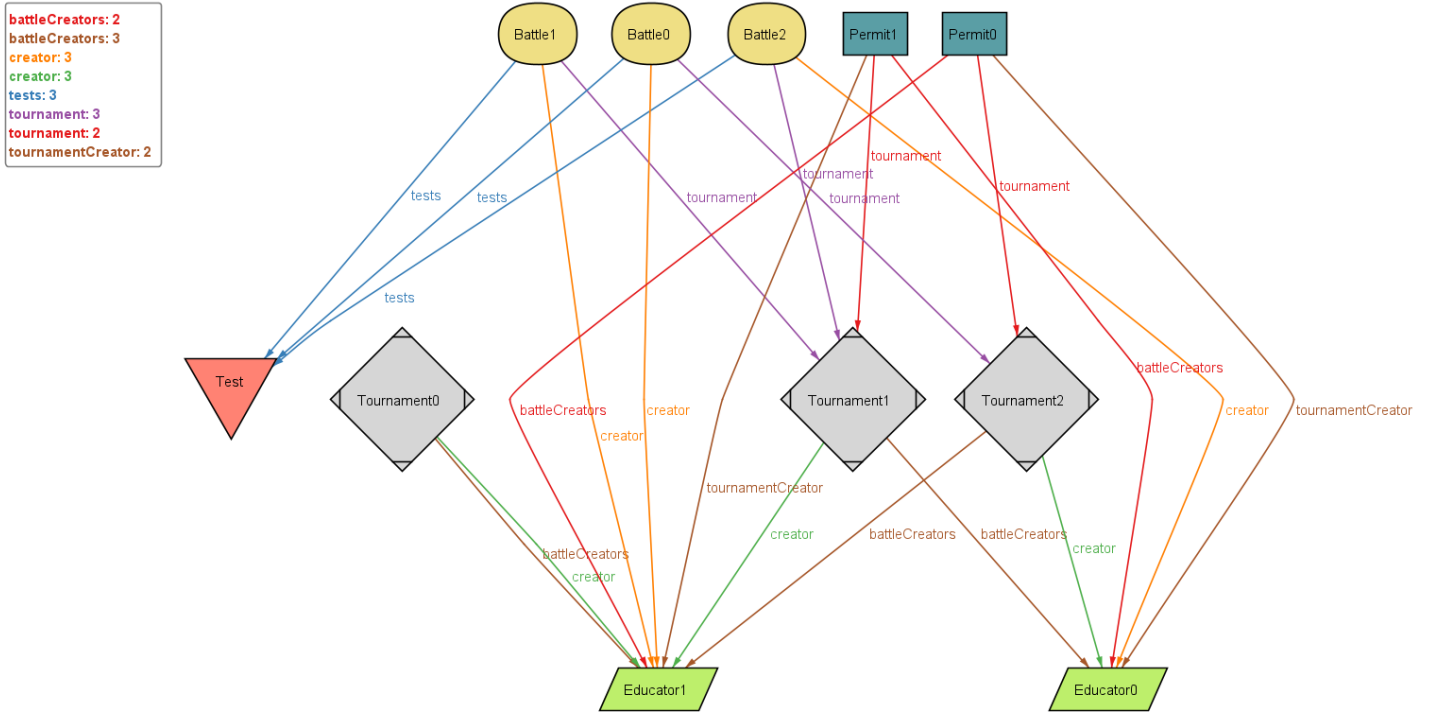 battleCreators: 2
battleCreators: 3
creator: 3
creator: 3
tests: 3
tournament: 3
tournament: 2
tournamentCreator: 2
Battle1
Battle0
Battle2
Permit1
Permit0
tournament
tournament
tournament
tests
tests
tournament
tournament
tests
battleCreators
Test
Tournament0
Tournament1
Tournament2
battleCreators
creator
creator
tournamentCreator
creator
tournamentCreator
creator
battleCreators
battleCreators
creator
battleCreators
creator
Educator1
Educator0